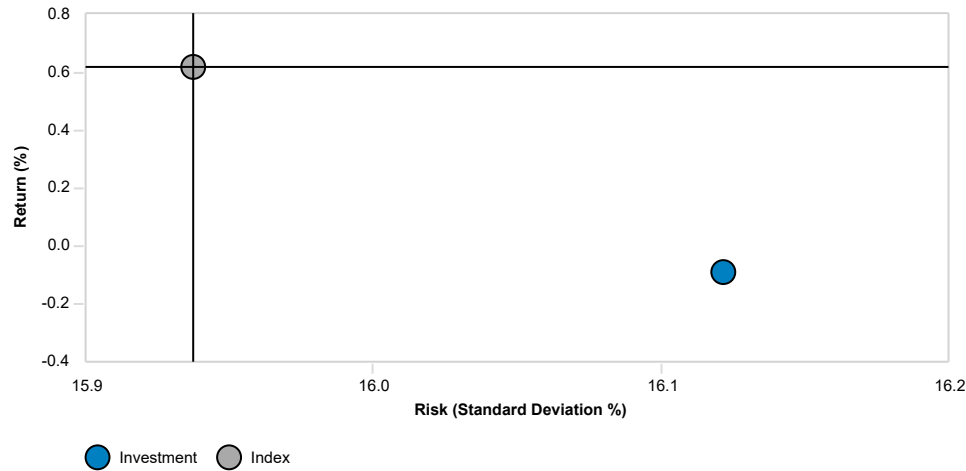 0.8
0.6
0.4
0.2
0.0
-0.2
-0.4
Return (%)
15.9 16.0 16.1 16.2
Risk (Standard Deviation %)
Investment Index